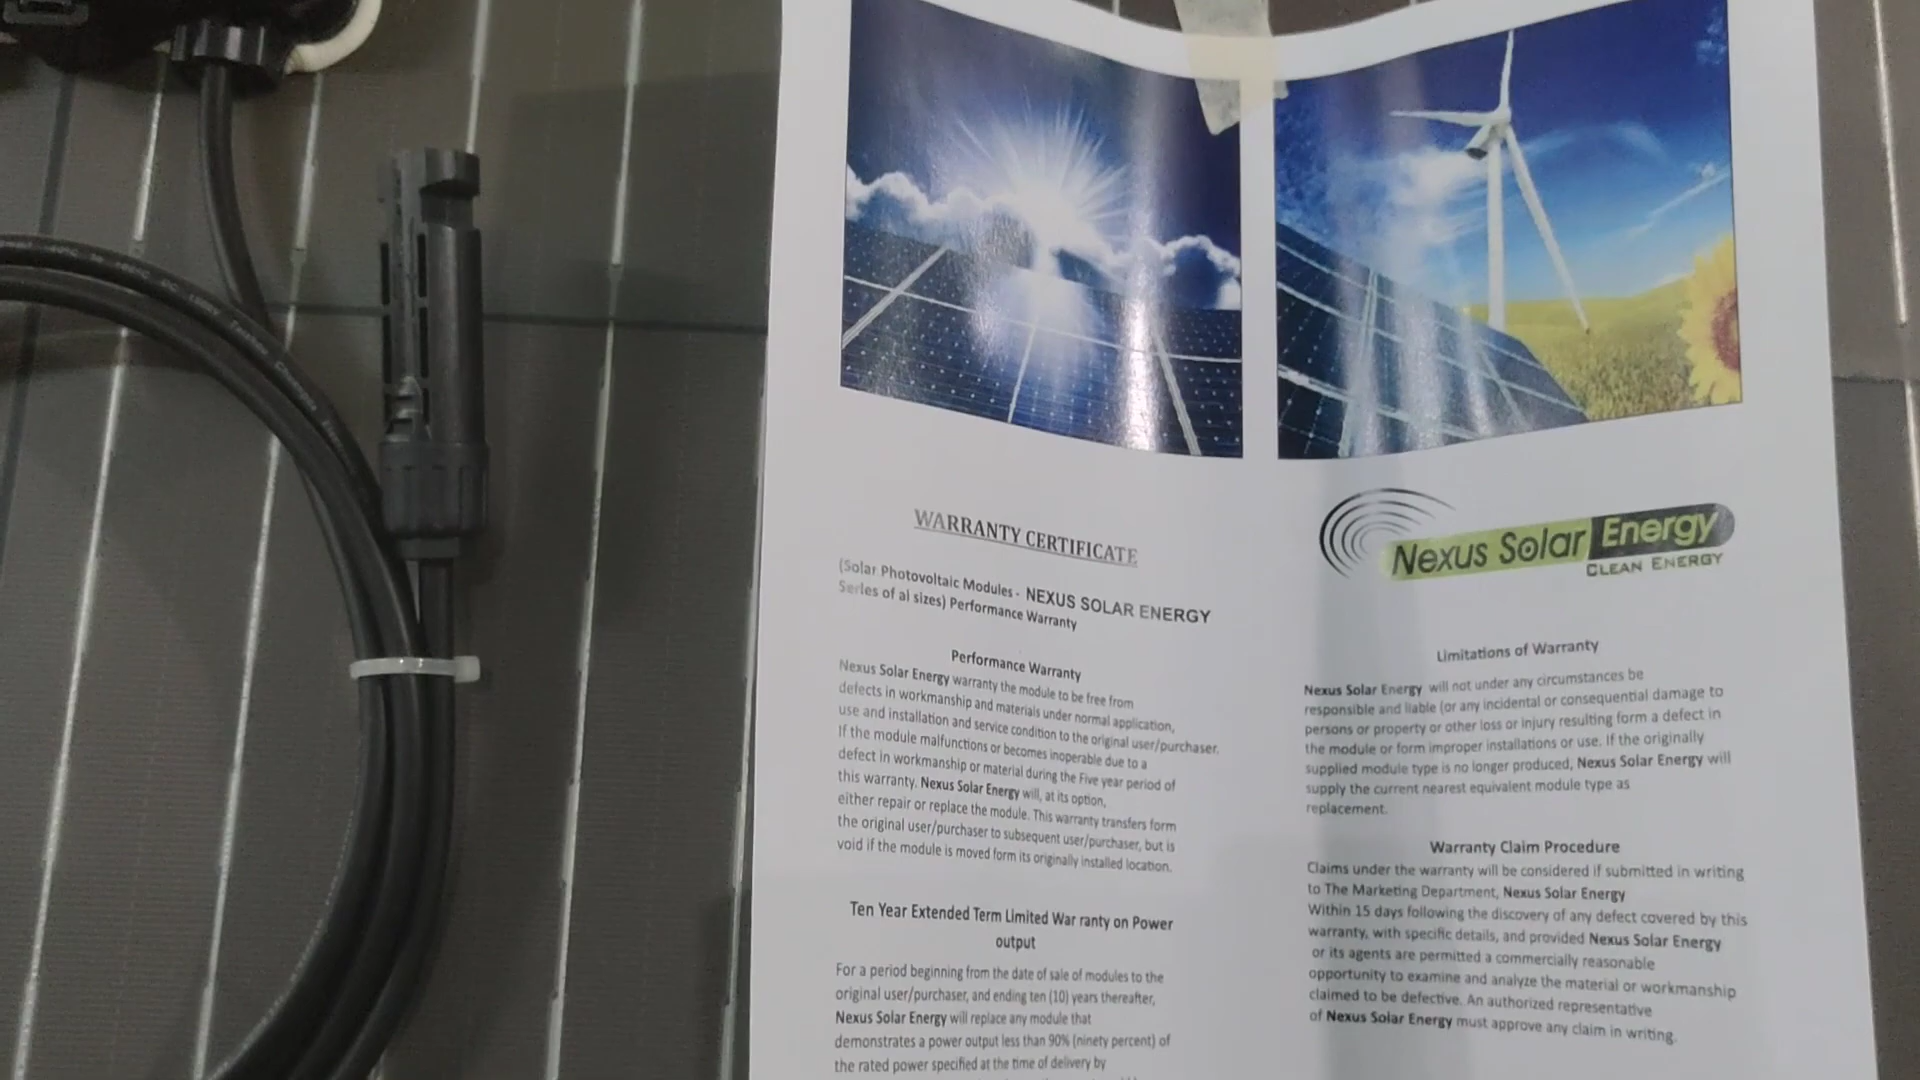 WARRANTY CERTIFICATE
(Solar Photovoltaic Modules - NEXUS SOLAR ENERGY
Series of al sizes) Performance Warranty
Performance Warranty
Nexus Solar Energy warranty the module to be free from
defects in workmanship and materials under normal application,
use and installation and service condition to the original user/purchaser.
If the module malfunctions or becomes inoperable due to a
defect in workmanship or material during the Five year period of
this warranty. Nexus Solar Energy will, at its option,
either repair or replace the module. This warranty transfers form
the original user/purchaser to subsequent user/purchaser, but is
void if the module is moved form its originally installed location.
Ten Year Extended Term Limited War ranty on Power
output
For a period beginning from the date of sale of modules to the
original user/purchaser, and ending ten (10) years thereafter,
Nexus Solar Energy will replace any module that
demonstrates a power output less than 90% (ninety percent) of
the rated power specified at the time of delivery by
Nexus Solar Energy
CLEAN ENERGY
Limitations of Warranty
Nexus Solar Energy will not under any circumstances be
responsible and liable (or any incidental or consequential damage to
persons or property or other loss or injury resulting form a defect in
the module or form improper installations or use. If the originally
supplied module type is no longer produced, Nexus Solar Energy will
supply the current nearest equivalent module type as
replacement.
Warranty Claim Procedure
Claims under the warranty will be considered if submitted in writing
to The Marketing Department, Nexus Solar Energy
Within 15 days following the discovery of any defect covered by this
warranty, with specific details, and provided Nexus Solar Energy
or its agents are permitted a commercially reasonable
opportunity to examine and analyze the material or workmanship
claimed to be defective. An authorized representative
of Nexus Solar Energy must approve any claim in writing.